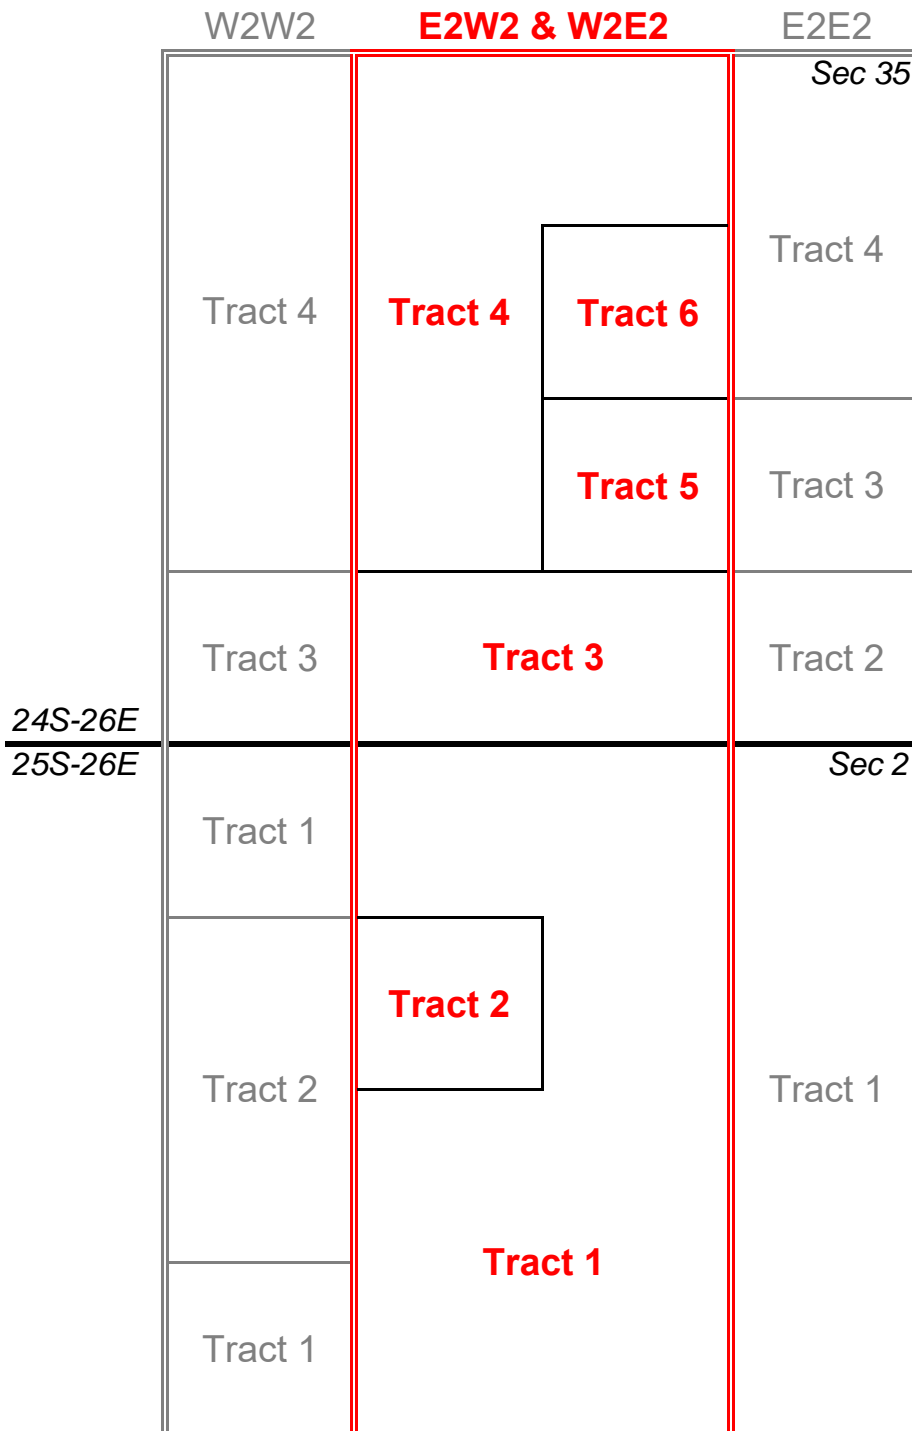 W2W2 E2W2 & W2E2 E2E2
Sec 35
Tract 4
Tract 4 Tract 4 Tract 6
Tract 5 Tract 3
Tract 3 Tract 3 Tract 2
24S-26E
25S-26E Sec 2
Tract 1
Tract 2
Tract 2 Tract 1
Tract 1
Tract 1